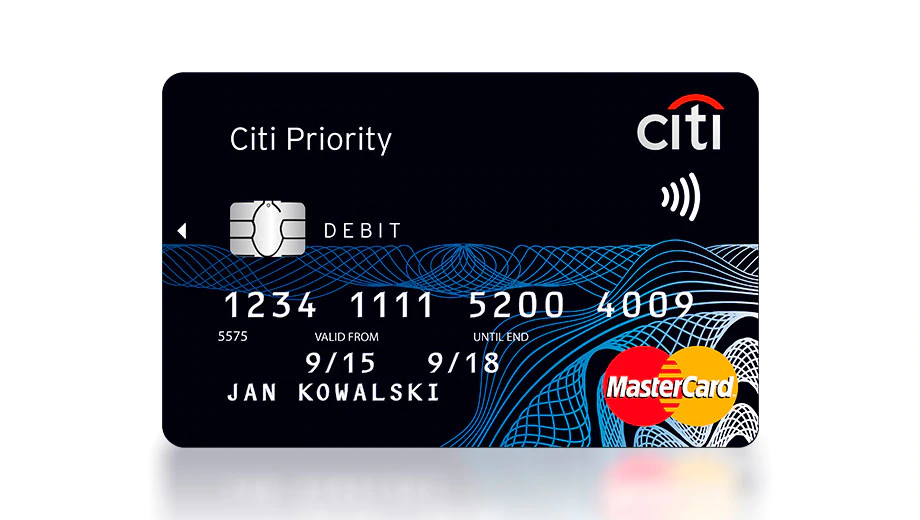 Citi Priority
citi
DEBIT
1234 1111 5200 4009
5575 VALID FROM UNTIL END
9/15 9/18
JAN KOWALSKI
MasterCard